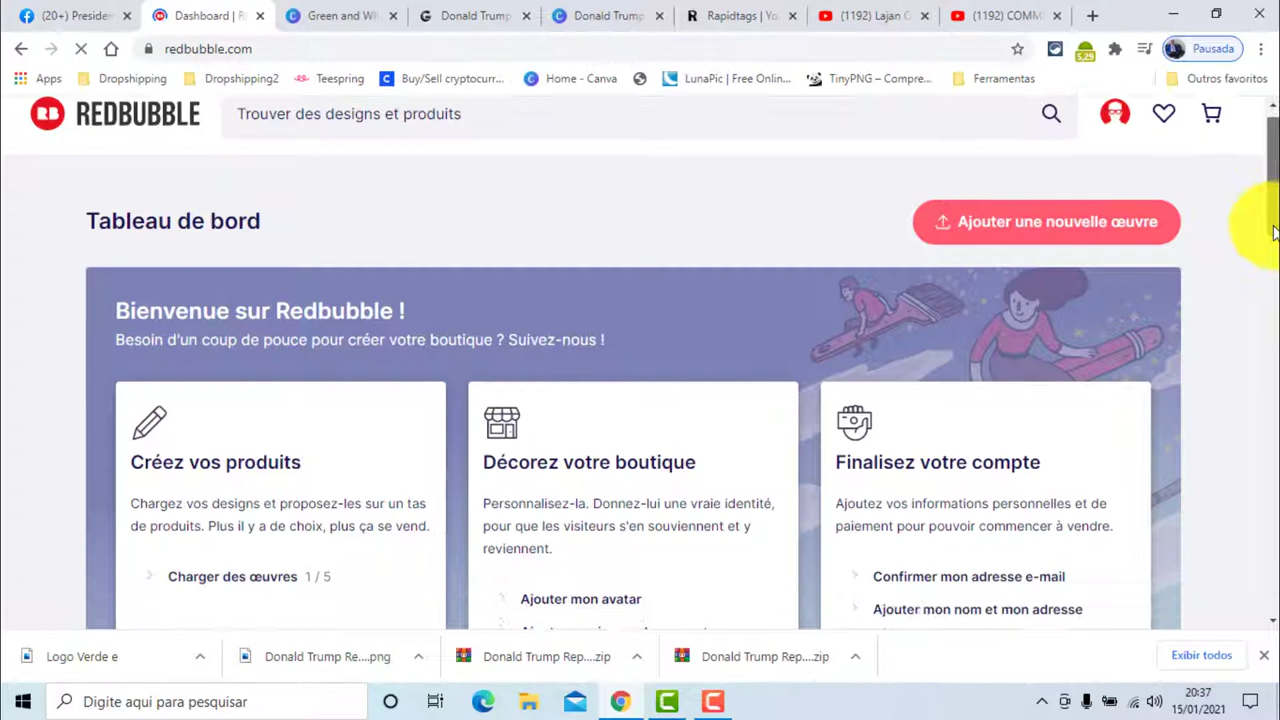 (20+) Presiden
Dashboard | R
Green and Wh
Donald Trump
Donald Trump
Rapidtags | Yo
(1192) Lajan C
(1192) COMM
redbubble.com
5,29
Pausada
Apps
Dropshipping
Dropshipping2
Teespring
Buy/Sell cryptocurr...
Home - Canva
LunaPic | Free Onlin...
TinyPNG – Compre...
Ferramentas
Outros favoritos
RB REDBUBBLE
Trouver des designs et produits
Tableau de bord
Ajouter une nouvelle œuvre
Bienvenue sur Redbubble !
Besoin d'un coup de pouce pour créer votre boutique ? Suivez-nous !
Créez vos produits
Chargez vos designs et proposez-les sur un tas
de produits. Plus il y a de choix, plus ça se vend.
Charger des œuvres 1 / 5
Décorez votre boutique
Personnalisez-la. Donnez-lui une vraie identité,
pour que les visiteurs s'en souviennent et y
reviennent.
Ajouter mon avatar
Finalisez votre compte
Ajoutez vos informations personnelles et de
paiement pour pouvoir commencer à vendre.
Confirmer mon adresse e-mail
Ajouter mon nom et mon adresse
Logo Verde e
Donald Trump Re....png
Donald Trump Rep....zip
Donald Trump Rep....zip
Exibir todos
Digite aqui para pesquisar
20:37
15/01/2021